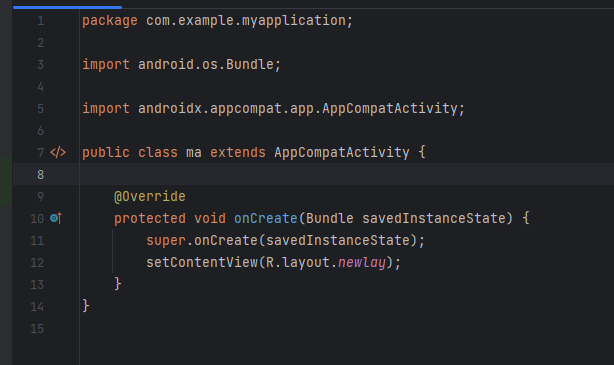 1 package com.example.myapplication;
2
3 import android.os.Bundle;
4
5 import androidx.appcompat.app.AppCompatActivity;
6
7 </> public class ma extends AppCompatActivity {
8
9 @Override
10 protected void onCreate(Bundle savedInstanceState) {
11 super.onCreate(savedInstanceState);
12 setContentView(R.layout.newlay);
13 }
14 }
15